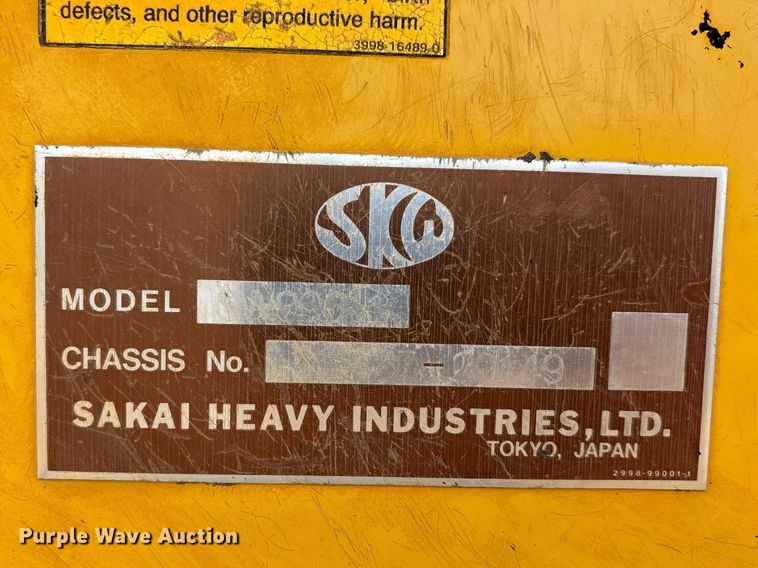 defects, and other reproductive harm.
3998-16489-0
SKW
MODEL
CHASSIS No. -
SAKAI HEAVY INDUSTRIES, LTD.
TOKYO, JAPAN
2998-99001-1
Purple Wave Auction